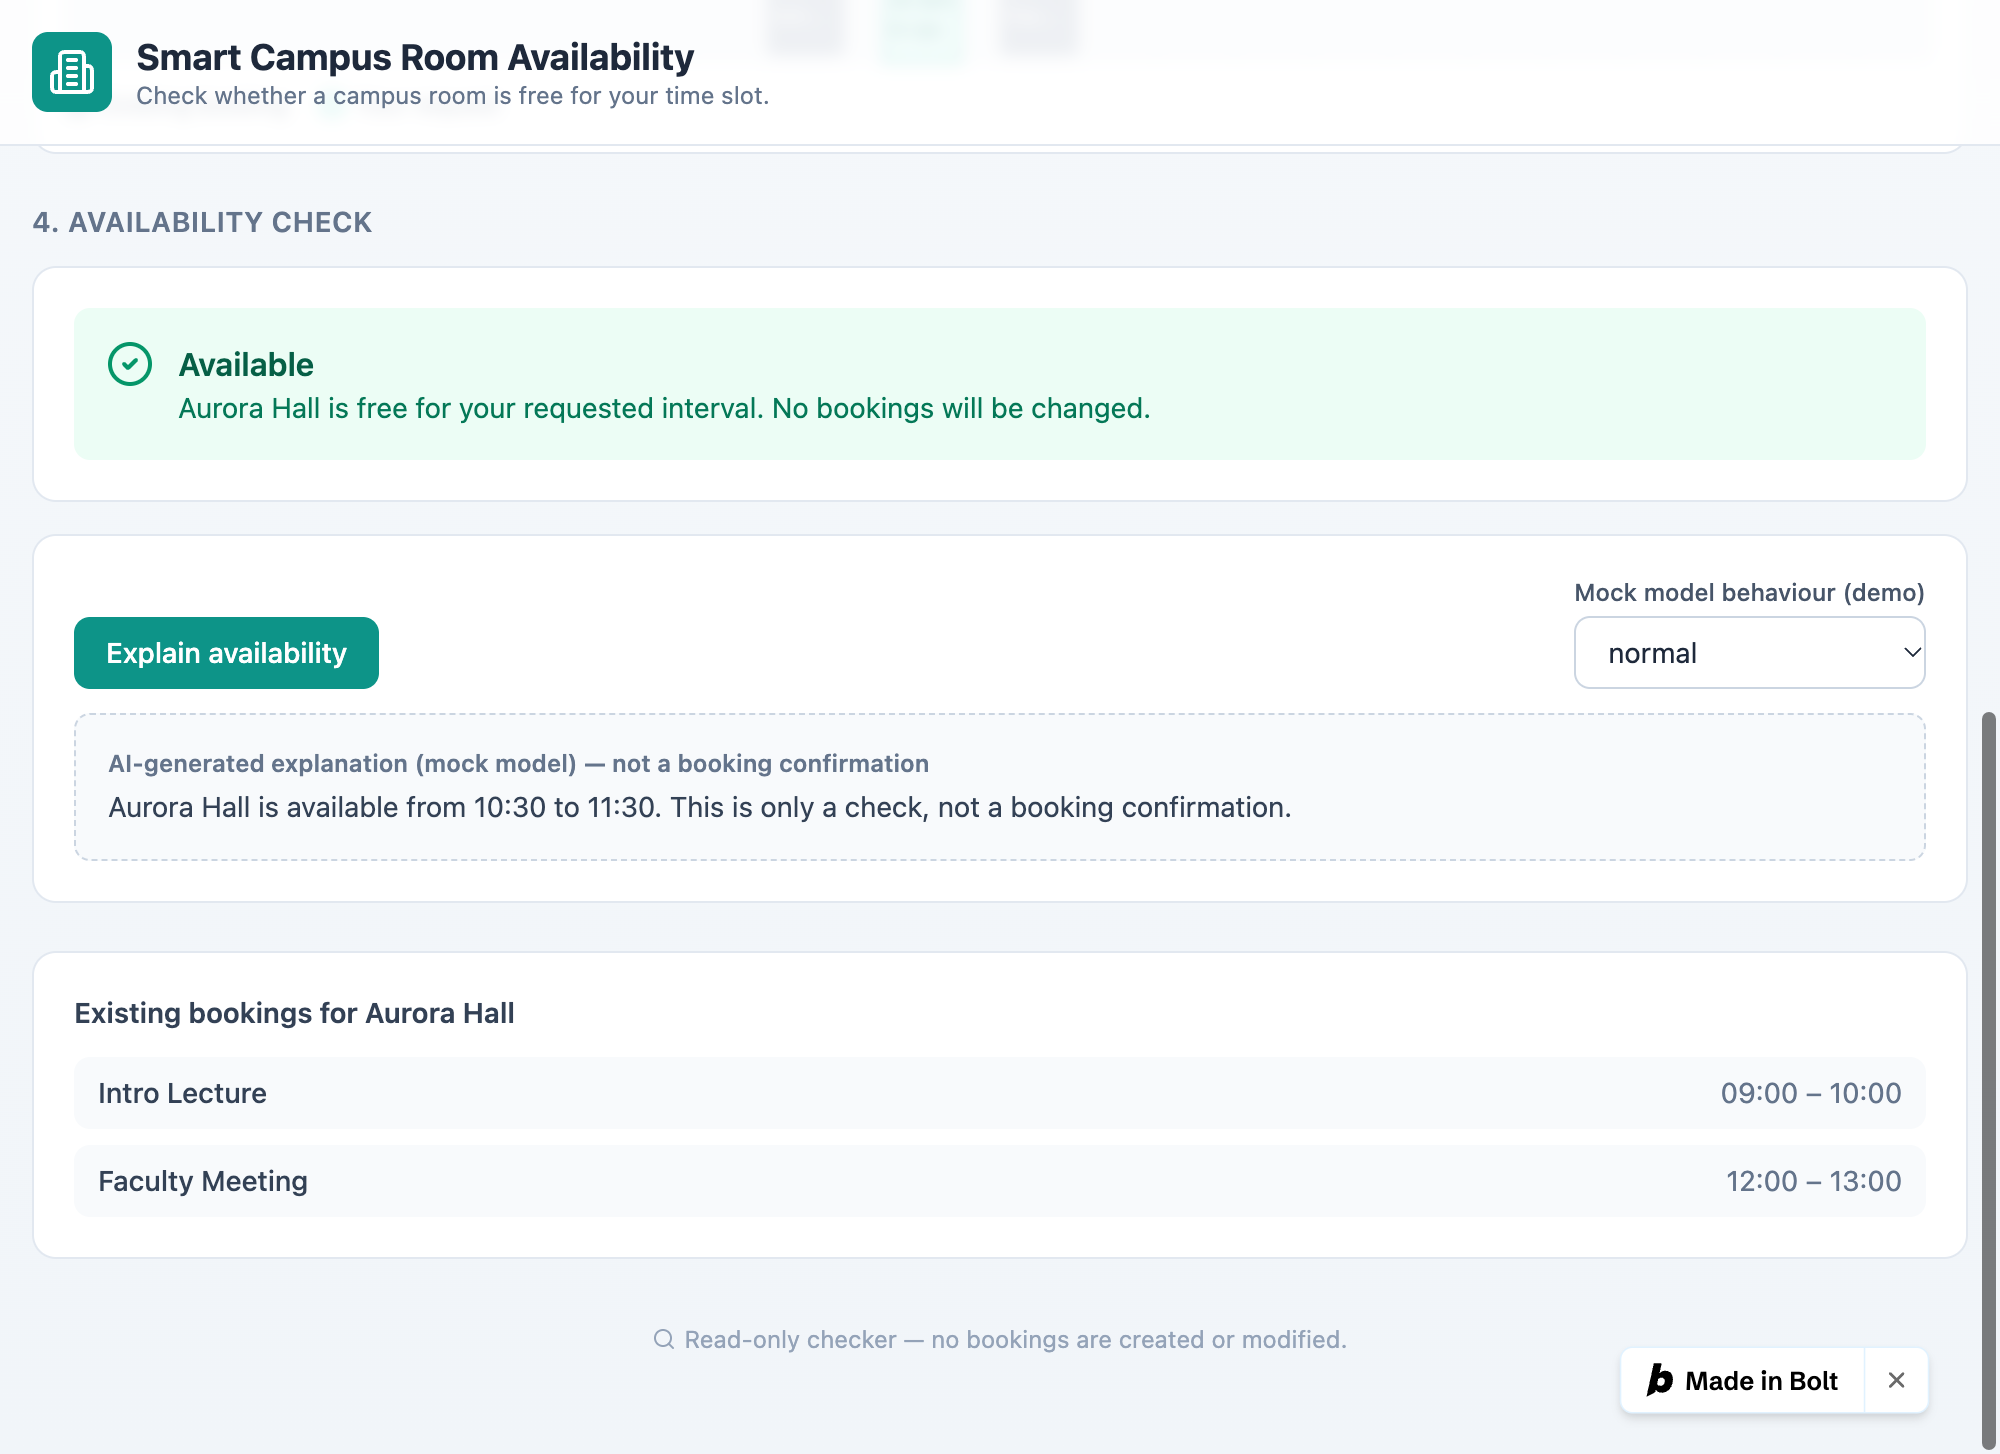 Smart Campus Room Availability
Check whether a campus room is free for your time slot.
4. AVAILABILITY CHECK
Available
Aurora Hall is free for your requested interval. No bookings will be changed.
Mock model behaviour (demo)
Explain availability
normal
AI-generated explanation (mock model) — not a booking confirmation
Aurora Hall is available from 10:30 to 11:30. This is only a check, not a booking confirmation.
Existing bookings for Aurora Hall
Intro Lecture 09:00 – 10:00
Faculty Meeting 12:00 – 13:00
Read-only checker — no bookings are created or modified.
b Made in Bolt